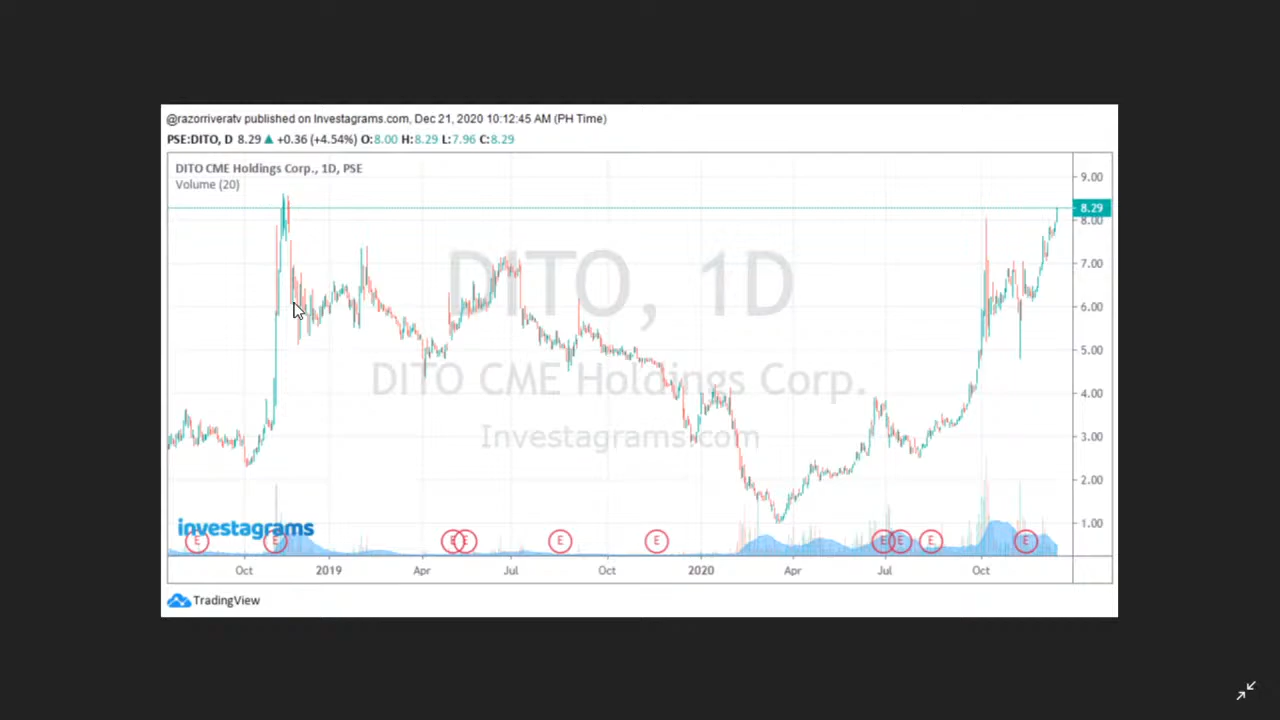 @razorriveratv published on Investagrams.com, Dec 21, 2020 10:12:45 AM (PH Time)
PSE:DITO, D 8.29 ▲ +0.36 (+4.54%) O:8.00 H:8.29 L:7.96 C:8.29
DITO CME Holdings Corp., 1D, PSE
Volume (20)
9.00
8.29
8.00
7.00
DITO, 1D
6.00
5.00
DITO CME Holdings Corp.
4.00
Investagrams.com
3.00
2.00
1.00
investagrams
E E E E E E E E E E
Oct 2019 Apr Jul Oct 2020 Apr Jul Oct
TradingView